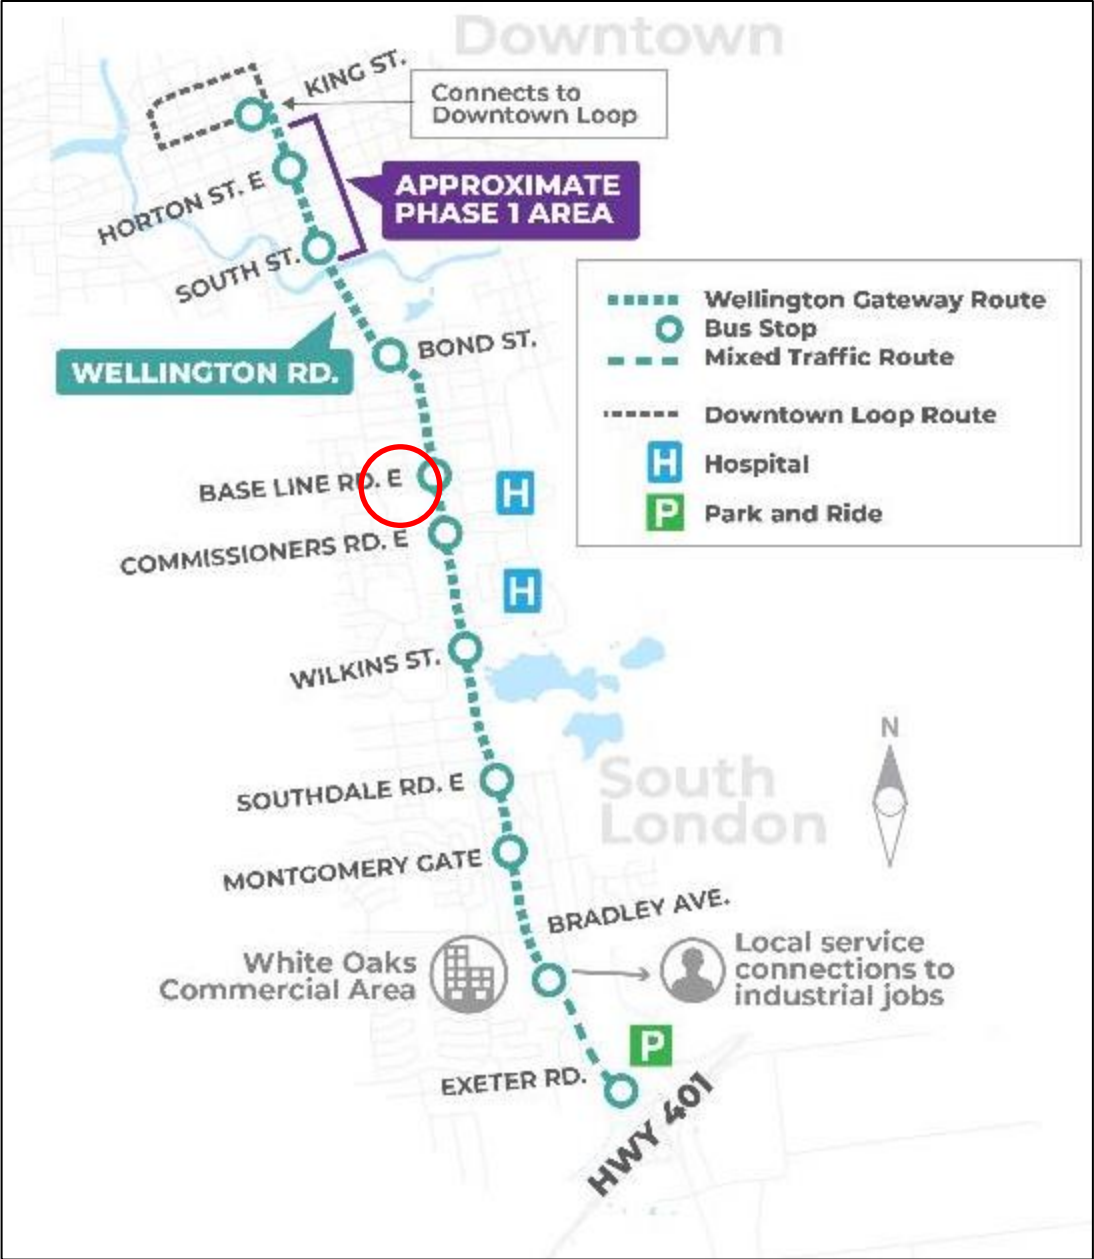 Downtown
KING ST.
Connects to
Downtown Loop
HORTON ST. E
APPROXIMATE
PHASE 1 AREA
SOUTH ST.
Wellington Gateway Route
Bus Stop
Mixed Traffic Route
Downtown Loop Route
H Hospital
P Park and Ride
WELLINGTON RD.
BOND ST.
BASE LINE RD. E
H
COMMISSIONERS RD. E
H
WILKINS ST.
N
SOUTHDALE RD. E
South
London
MONTGOMERY GATE
BRADLEY AVE.
White Oaks
Commercial Area
Local service
connections to
industrial jobs
P
EXETER RD.
HWY 401